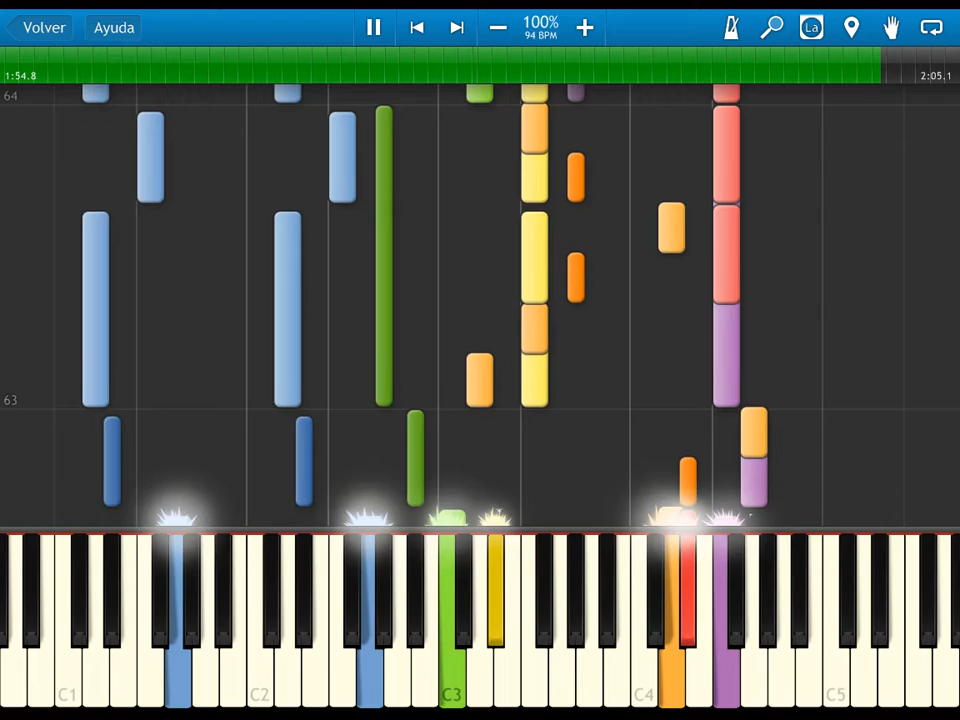 Volver Ayuda 100% La
94 BPM
1:54.8 2:05.1
64
63
C1 C2 C3 C4 C5